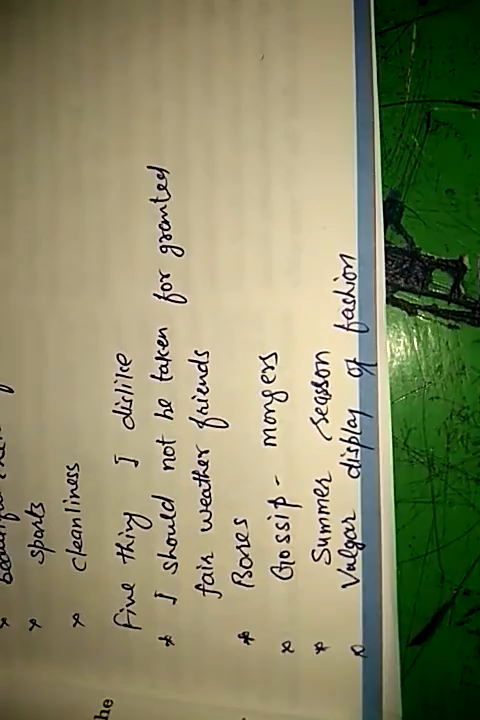 * sports
* cleanliness
five thing I dislike
* I should not be taken for granted
fair weather friends
* Bores
* Gossip - mongers
* Summer season
* Vulgar display of fashion
he